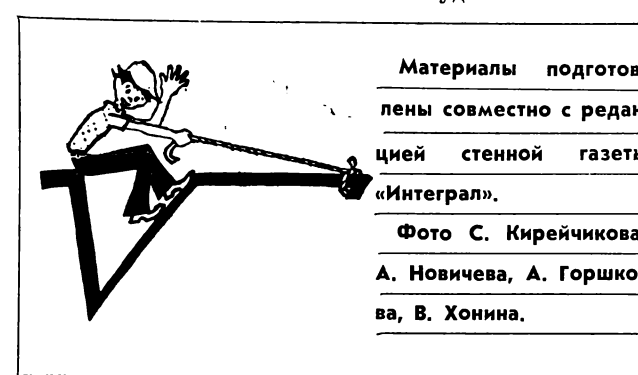 Материалы подготов
лены совместно с редак
цией стенной газеты
«Интеграл».
Фото С. Кирейчикова
А. Новичева, А. Горшко
ва, В. Хонина.